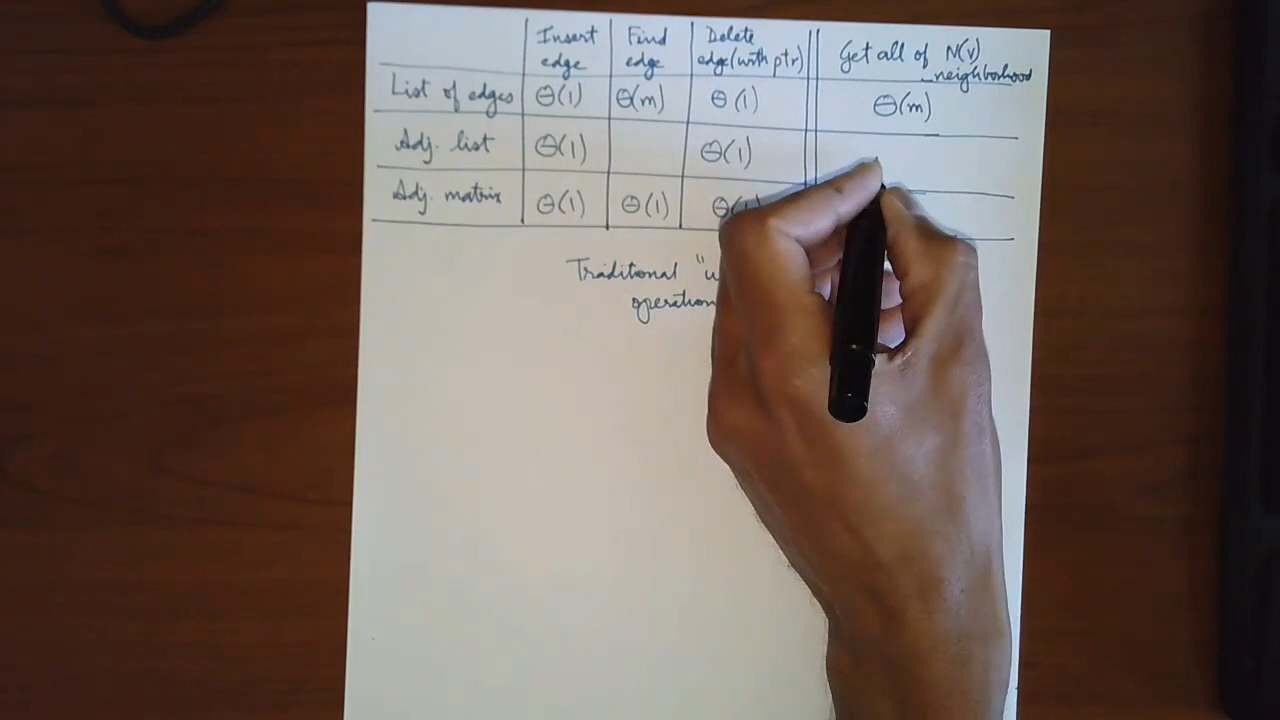 Insert edge | Find edge | Delete edge (with ptr) | Get all of N(v) neighborhood
List of edges | Θ(1) | Θ(m) | Θ(1) | Θ(m)
Adj. list | Θ(1) | | Θ(1) |
Adj. matrix | Θ(1) | Θ(1) | Θ(1)
Traditional
operation